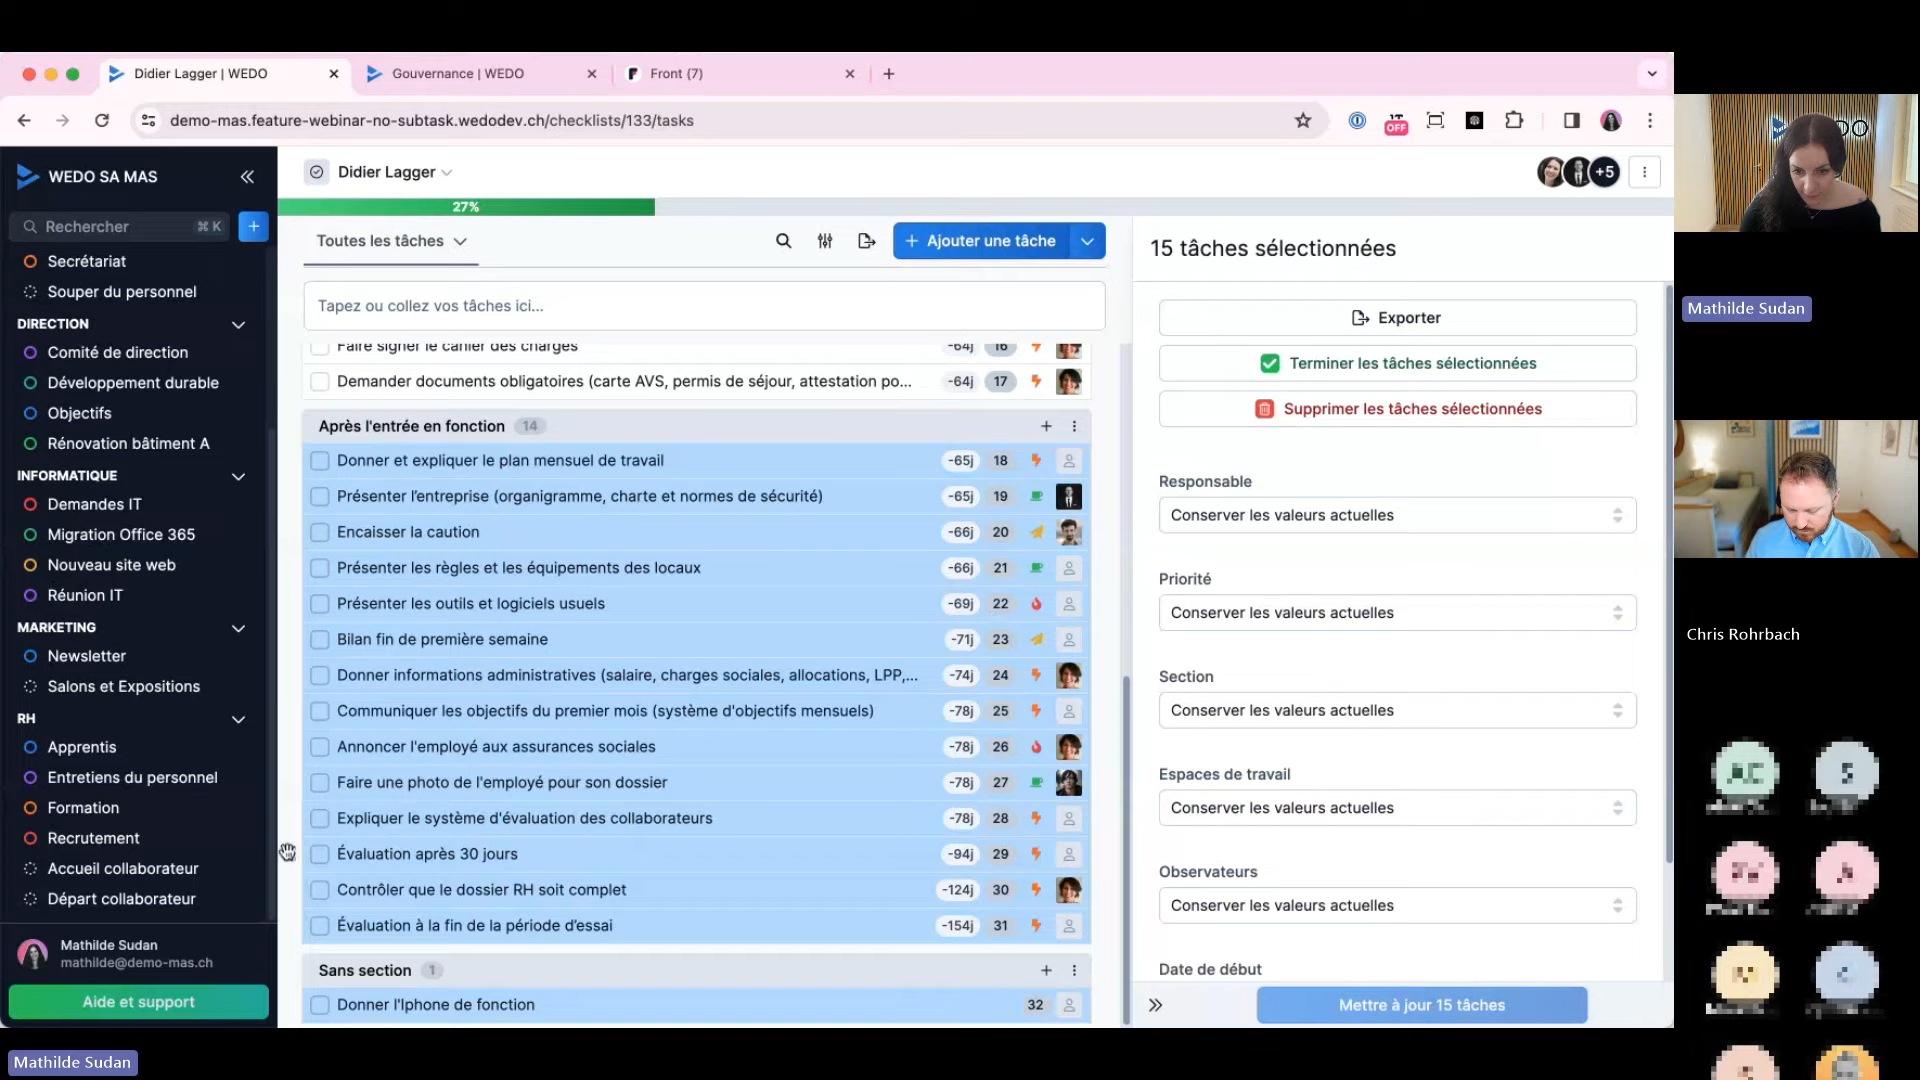 Didier Lagger | WEDO
Gouvernance | WEDO
Front (7)
demo-mas.feature-webinar-no-subtask.wedodev.ch/checklists/133/tasks
OFF
WEDO SA MAS
Rechercher
⌘ K
Secrétariat
Souper du personnel
DIRECTION
Comité de direction
Développement durable
Objectifs
Rénovation bâtiment A
INFORMATIQUE
Demandes IT
Migration Office 365
Nouveau site web
Réunion IT
MARKETING
Newsletter
Salons et Expositions
RH
Apprentis
Entretiens du personnel
Formation
Recrutement
Accueil collaborateur
Départ collaborateur
Mathilde Sudan
mathilde@demo-mas.ch
Aide et support
Didier Lagger
+5
27%
Toutes les tâches
+ Ajouter une tâche
Tapez ou collez vos tâches ici...
Faire signer le cahier des charges -64j 16
Demander documents obligatoires (carte AVS, permis de séjour, attestation po... -64j 17
Après l'entrée en fonction 14
Donner et expliquer le plan mensuel de travail -65j 18
Présenter l'entreprise (organigramme, charte et normes de sécurité) -65j 19
Encaisser la caution -66j 20
Présenter les règles et les équipements des locaux -66j 21
Présenter les outils et logiciels usuels -69j 22
Bilan fin de première semaine -71j 23
Donner informations administratives (salaire, charges sociales, allocations, LPP,... -74j 24
Communiquer les objectifs du premier mois (système d'objectifs mensuels) -78j 25
Annoncer l'employé aux assurances sociales -78j 26
Faire une photo de l'employé pour son dossier -78j 27
Expliquer le système d'évaluation des collaborateurs -78j 28
Évaluation après 30 jours -94j 29
Contrôler que le dossier RH soit complet -124j 30
Évaluation à la fin de la période d'essai -154j 31
Sans section 1
Donner l'Iphone de fonction 32
15 tâches sélectionnées
Exporter
Terminer les tâches sélectionnées
Supprimer les tâches sélectionnées
Responsable
Conserver les valeurs actuelles
Priorité
Conserver les valeurs actuelles
Section
Conserver les valeurs actuelles
Espaces de travail
Conserver les valeurs actuelles
Observateurs
Conserver les valeurs actuelles
Date de début
Mettre à jour 15 tâches
Mathilde Sudan
Chris Rohrbach
Mathilde Sudan